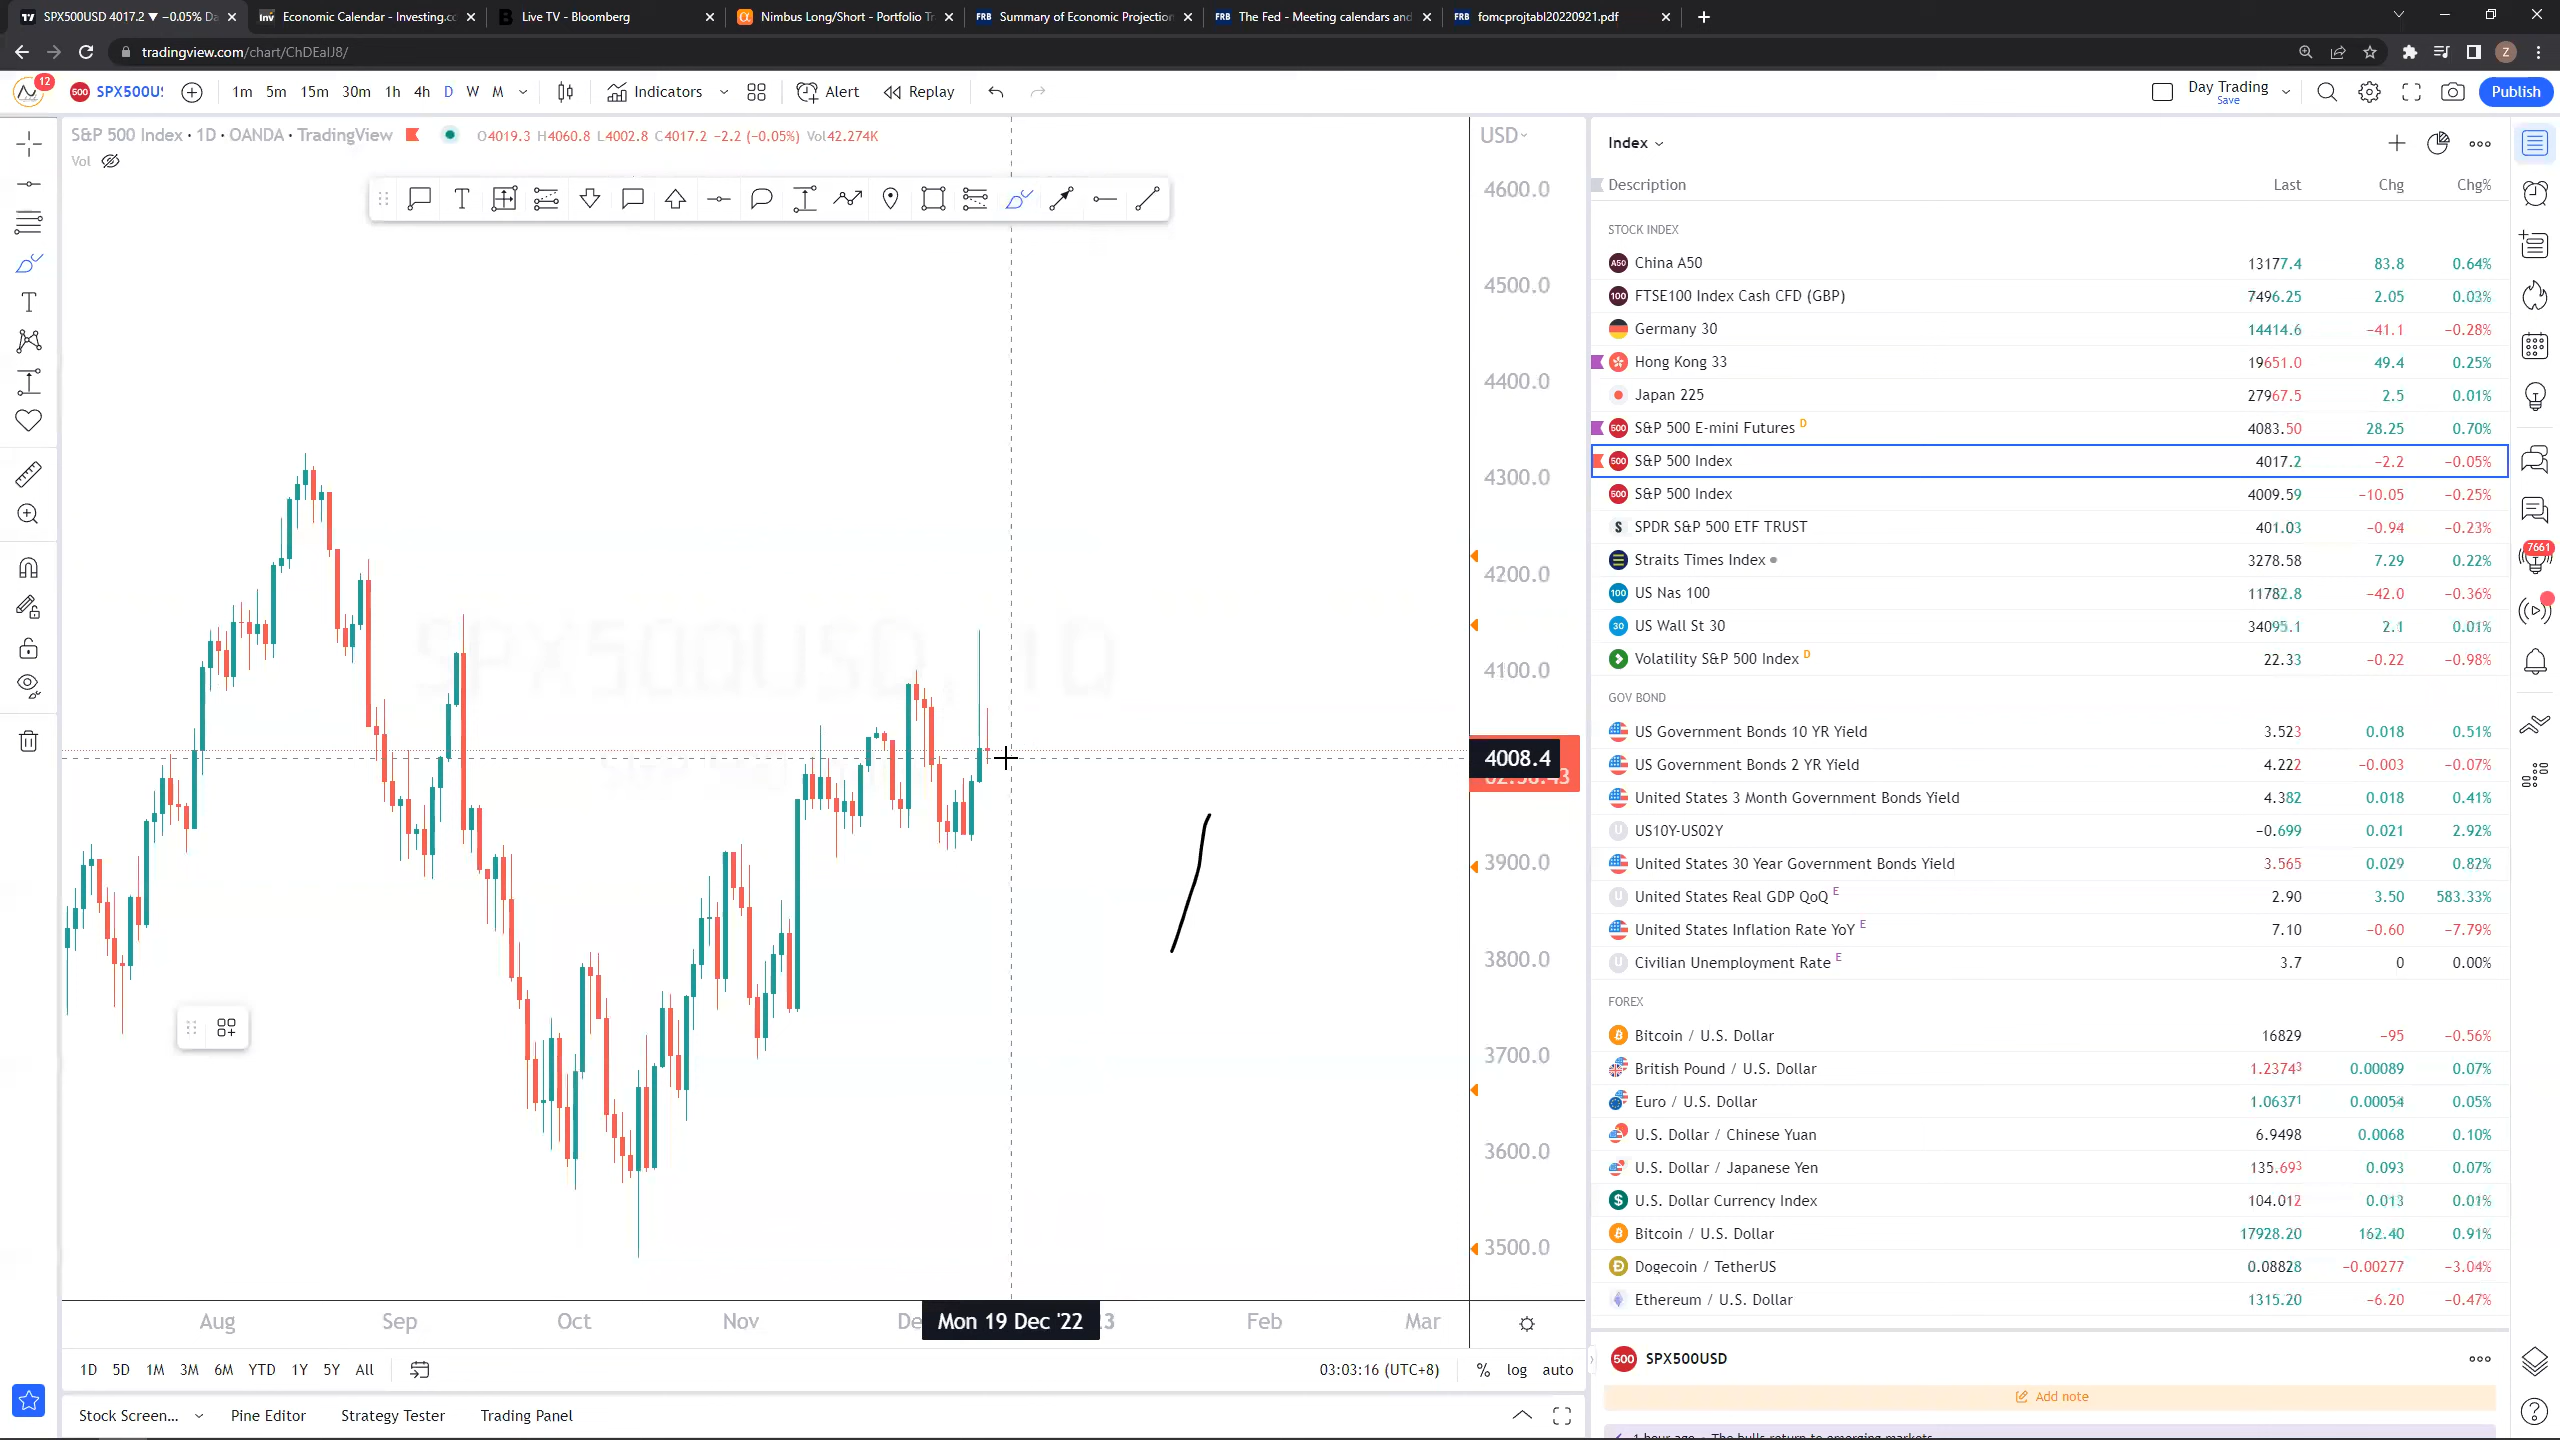 SPX500USD 4017.2 ▼ −0.05% Da
Economic Calendar - Investing.co
Live TV - Bloomberg
Nimbus Long/Short - Portfolio Tr
Summary of Economic Projection
The Fed - Meeting calendars and
fomcprojtabl20220921.pdf
tradingview.com/chart/ChDEalJ8/
12
SPX500US
1m 5m 15m 30m 1h 4h D W M
Indicators
Alert
Replay
Day Trading
Save
Publish
S&P 500 Index · 1D · OANDA · TradingView
O4019.3 H4060.8 L4002.8 C4017.2 −2.2 (−0.05%) Vol42.274K
Vol
USD
SPX500USD, 1D
4600.0
4500.0
4400.0
4300.0
4200.0
4100.0
4008.4
3900.0
3800.0
3700.0
3600.0
3500.0
Aug Sep Oct Nov De Mon 19 Dec '22 3 Feb Mar
1D 5D 1M 3M 6M YTD 1Y 5Y All
03:03:16 (UTC+8) % log auto
Stock Screen... Pine Editor Strategy Tester Trading Panel
Index
Description Last Chg Chg%
STOCK INDEX
China A50 13177.4 83.8 0.64%
FTSE100 Index Cash CFD (GBP) 7496.25 2.05 0.03%
Germany 30 14414.6 −41.1 −0.28%
Hong Kong 33 19651.0 49.4 0.25%
Japan 225 27967.5 2.5 0.01%
S&P 500 E-mini Futures D 4083.50 28.25 0.70%
S&P 500 Index 4017.2 −2.2 −0.05%
S&P 500 Index 4009.59 −10.05 −0.25%
SPDR S&P 500 ETF TRUST 401.03 −0.94 −0.23%
Straits Times Index 3278.58 7.29 0.22%
US Nas 100 11782.8 −42.0 −0.36%
US Wall St 30 34095.1 2.1 0.01%
Volatility S&P 500 Index D 22.33 −0.22 −0.98%
GOV BOND
US Government Bonds 10 YR Yield 3.523 0.018 0.51%
US Government Bonds 2 YR Yield 4.222 −0.003 −0.07%
United States 3 Month Government Bonds Yield 4.382 0.018 0.41%
US10Y-US02Y −0.699 0.021 2.92%
United States 30 Year Government Bonds Yield 3.565 0.029 0.82%
United States Real GDP QoQ E 2.90 3.50 583.33%
United States Inflation Rate YoY E 7.10 −0.60 −7.79%
Civilian Unemployment Rate E 3.7 0 0.00%
FOREX
Bitcoin / U.S. Dollar 16829 −95 −0.56%
British Pound / U.S. Dollar 1.23743 0.00089 0.07%
Euro / U.S. Dollar 1.06371 0.00054 0.05%
U.S. Dollar / Chinese Yuan 6.9498 0.0068 0.10%
U.S. Dollar / Japanese Yen 135.693 0.093 0.07%
U.S. Dollar Currency Index 104.012 0.013 0.01%
Bitcoin / U.S. Dollar 17928.20 162.40 0.91%
Dogecoin / TetherUS 0.08828 −0.00277 −3.04%
Ethereum / U.S. Dollar 1315.20 −6.20 −0.47%
SPX500USD
Add note
1 hour ago · The bulls return to emerging markets
7661